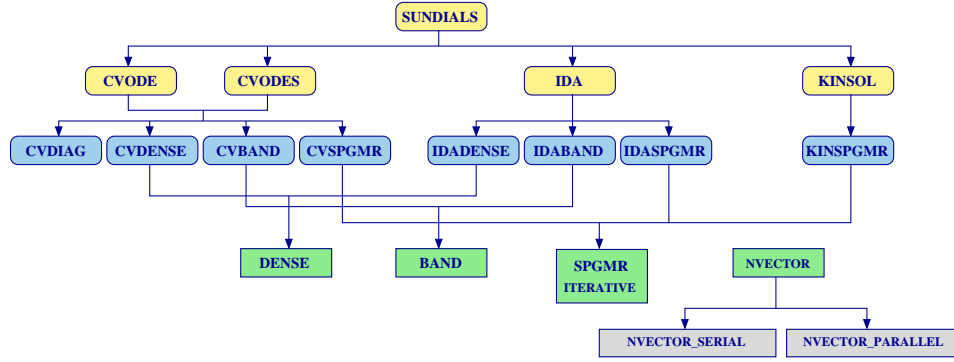 SUNDIALS
CVODE
CVODES
IDA
KINSOL
CVDIAG
CVDENSE
CVBAND
CVSPGMR
IDADENSE
IDABAND
IDASPGMR
KINSPGMR
DENSE
BAND
SPGMR
ITERATIVE
NVECTOR
NVECTOR_SERIAL
NVECTOR_PARALLEL